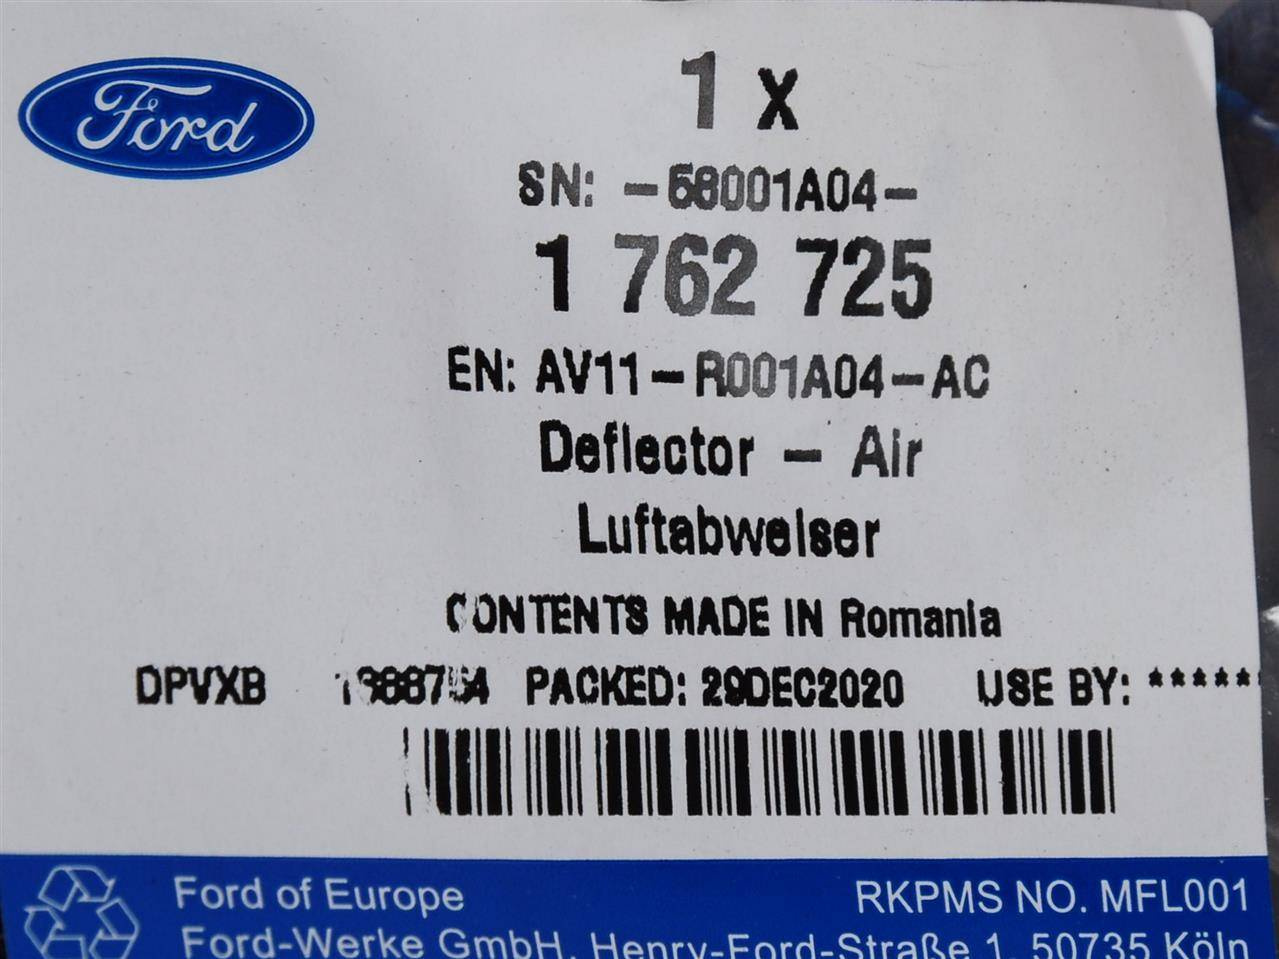 Ford
1 x
SN: -58001A04-
1 762 725
EN: AV11-R001A04-AC
Deflector - Air
Luftabweiser
CONTENTS MADE IN Romania
DPVXB PACKED: 29DEC2020 USE BY: *****
Ford of Europe
RKPMS NO. MFL001
Ford-Werke GmbH, Henry-Ford-Straße 1, 50735 Köln